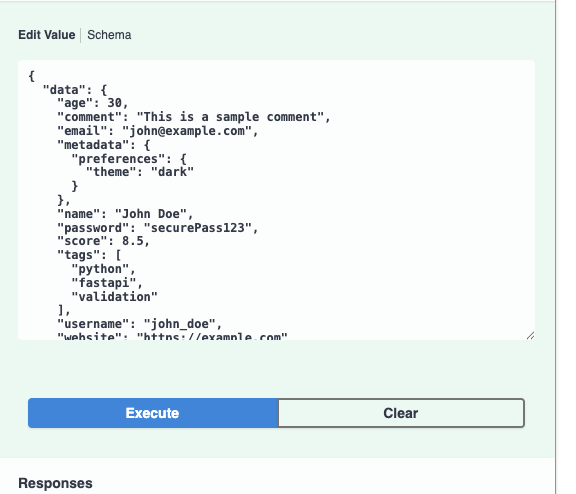 Edit Value | Schema
{
  "data": {
    "age": 30,
    "comment": "This is a sample comment",
    "email": "john@example.com",
    "metadata": {
      "preferences": {
        "theme": "dark"
      }
    },
    "name": "John Doe",
    "password": "securePass123",
    "score": 8.5,
    "tags": [
      "python",
      "fastapi",
      "validation"
    ],
    "username": "john_doe",
    "website": "https://example.com"
Execute
Clear
Responses